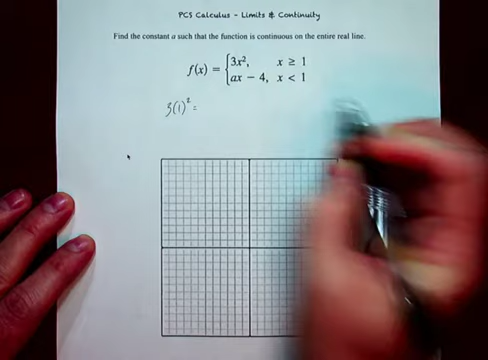 PCS Calculus - Limits & Continuity
Find the constant a such that the function is continuous on the entire real line.
f(x) = { 3x², x ≥ 1
ax − 4, x < 1
3(1)² =